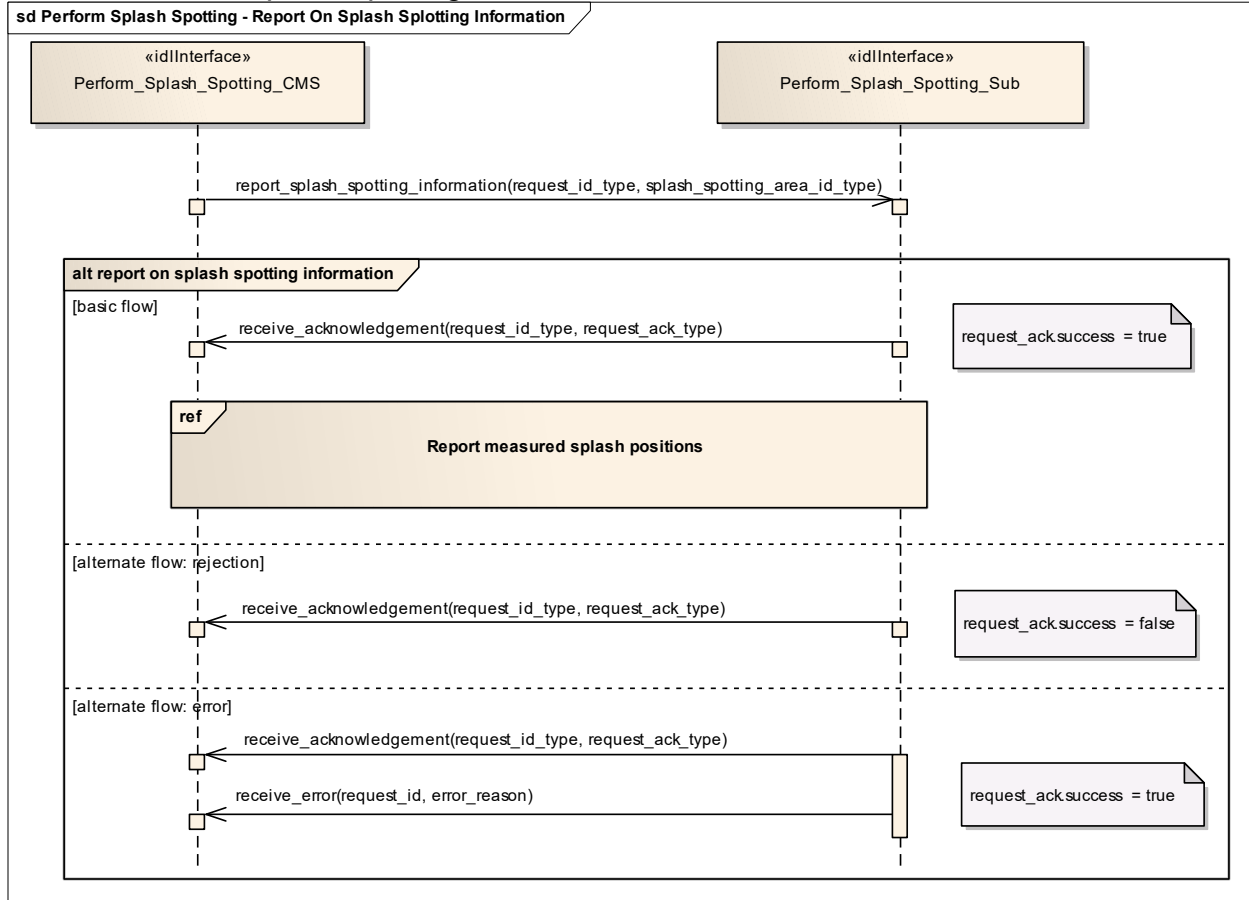 sd Perform Splash Spotting - Report On Splash Splotting Information
«idlInterface»
Perform_Splash_Spotting_CMS
«idlInterface»
Perform_Splash_Spotting_Sub
report_splash_spotting_information(request_id_type, splash_spotting_area_id_type)
alt report on splash spotting information
[basic flow]
receive_acknowledgement(request_id_type, request_ack_type)
request_ack.success = true
ref
Report measured splash positions
[alternate flow: rejection]
receive_acknowledgement(request_id_type, request_ack_type)
request_ack.success = false
[alternate flow: error]
receive_acknowledgement(request_id_type, request_ack_type)
receive_error(request_id, error_reason)
request_ack.success = true